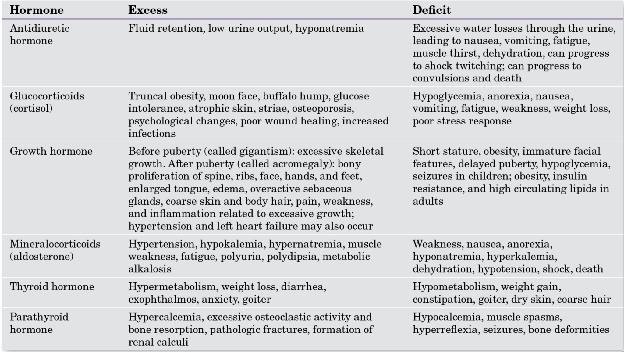 Hormone Excess Deficit
Antidiuretic
hormone
Fluid retention, low urine output, hyponatremia
Excessive water losses through the urine,
leading to nausea, vomiting, fatigue,
muscle thirst, dehydration, can progress
to shock twitching; can progress to
convulsions and death
Glucocorticoids
(cortisol)
Truncal obesity, moon face, buffalo hump, glucose
intolerance, atrophic skin, striae, osteoporosis,
psychological changes, poor wound healing, increased
infections
Hypoglycemia, anorexia, nausea,
vomiting, fatigue, weakness, weight loss,
poor stress response
Growth hormone
Before puberty (called gigantism): excessive skeletal
growth. After puberty (called acromegaly): bony
proliferation of spine, ribs, face, hands, and feet,
enlarged tongue, edema, overactive sebaceous
glands, coarse skin and body hair, pain, weakness,
and inflammation related to excessive growth;
hypertension and left heart failure may also occur
Short stature, obesity, immature facial
features, delayed puberty, hypoglycemia,
seizures in children; obesity, insulin
resistance, and high circulating lipids in
adults
Mineralocorticoids
(aldosterone)
Hypertension, hypokalemia, hypernatremia, muscle
weakness, fatigue, polyuria, polydipsia, metabolic
alkalosis
Weakness, nausea, anorexia,
hyponatremia, hyperkalemia,
dehydration, hypotension, shock, death
Thyroid hormone
Hypermetabolism, weight loss, diarrhea,
exophthalmos, anxiety, goiter
Hypometabolism, weight gain,
constipation, goiter, dry skin, coarse hair
Parathyroid
hormone
Hypercalcemia, excessive osteoclastic activity and
bone resorption, pathologic fractures, formation of
renal calculi
Hypocalcemia, muscle spasms,
hyperreflexia, seizures, bone deformities